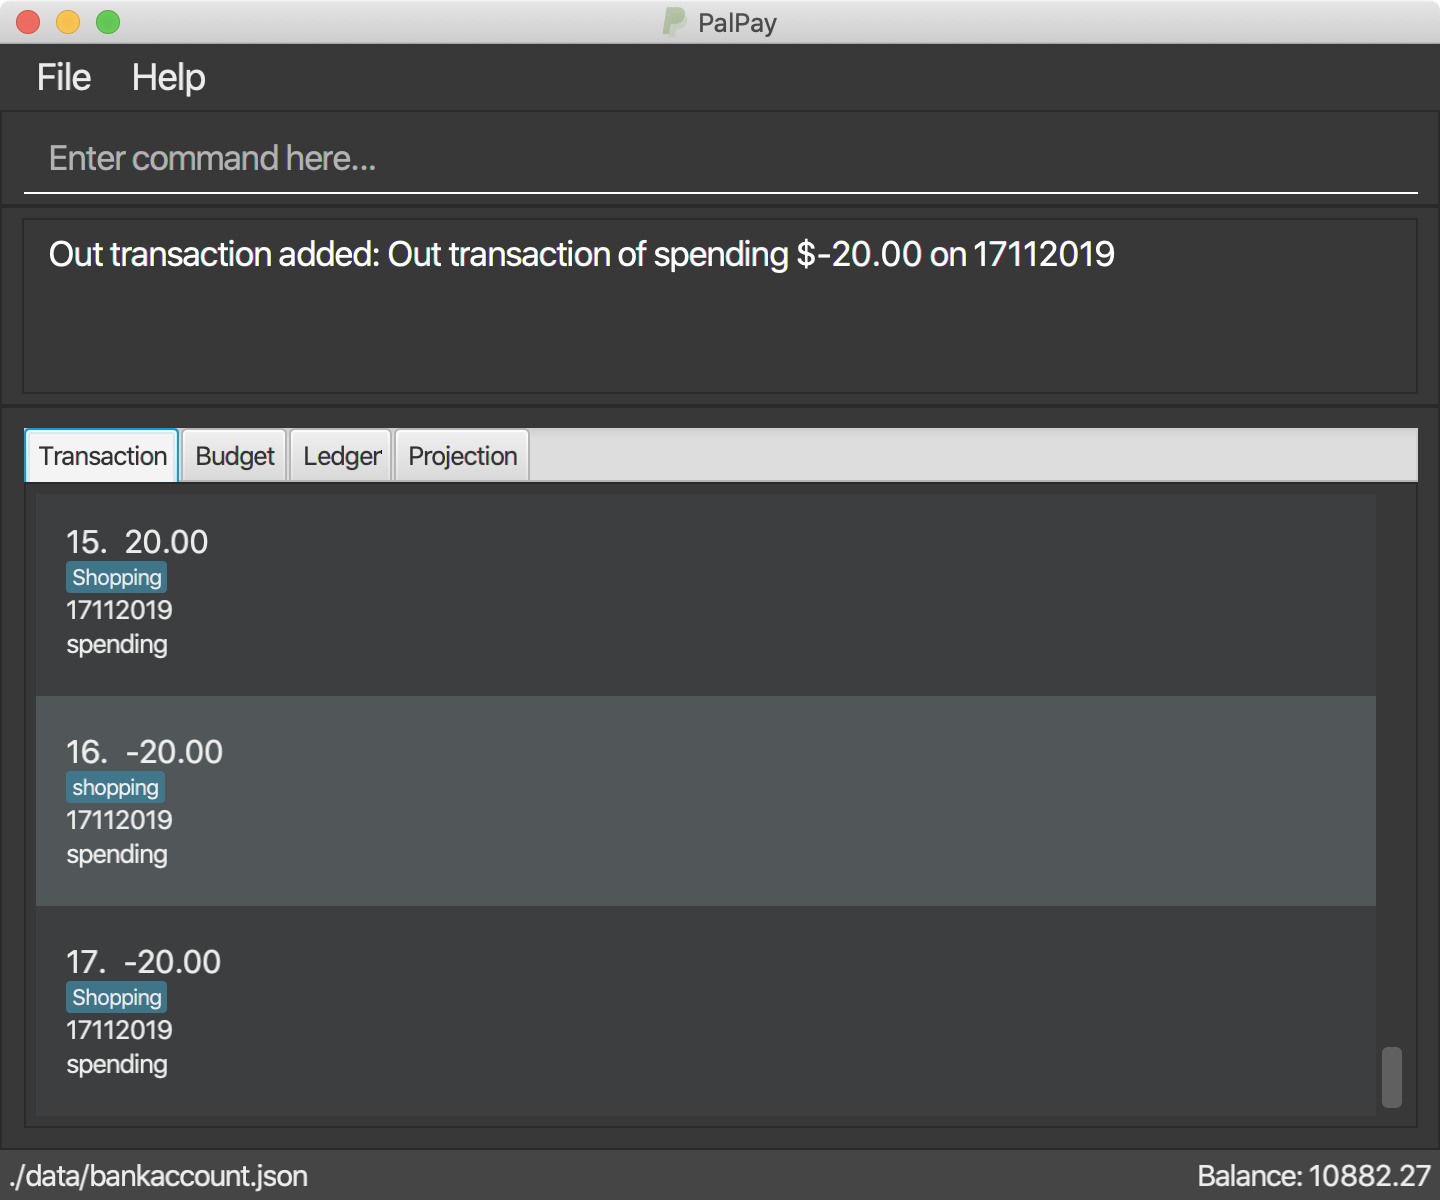 PalPay
File Help
Enter command here...
Out transaction added: Out transaction of spending $-20.00 on 17112019
Transaction Budget Ledger Projection
15. 20.00
Shopping
17112019
spending
16. -20.00
shopping
17112019
spending
17. -20.00
Shopping
17112019
spending
./data/bankaccount.json Balance: 10882.27